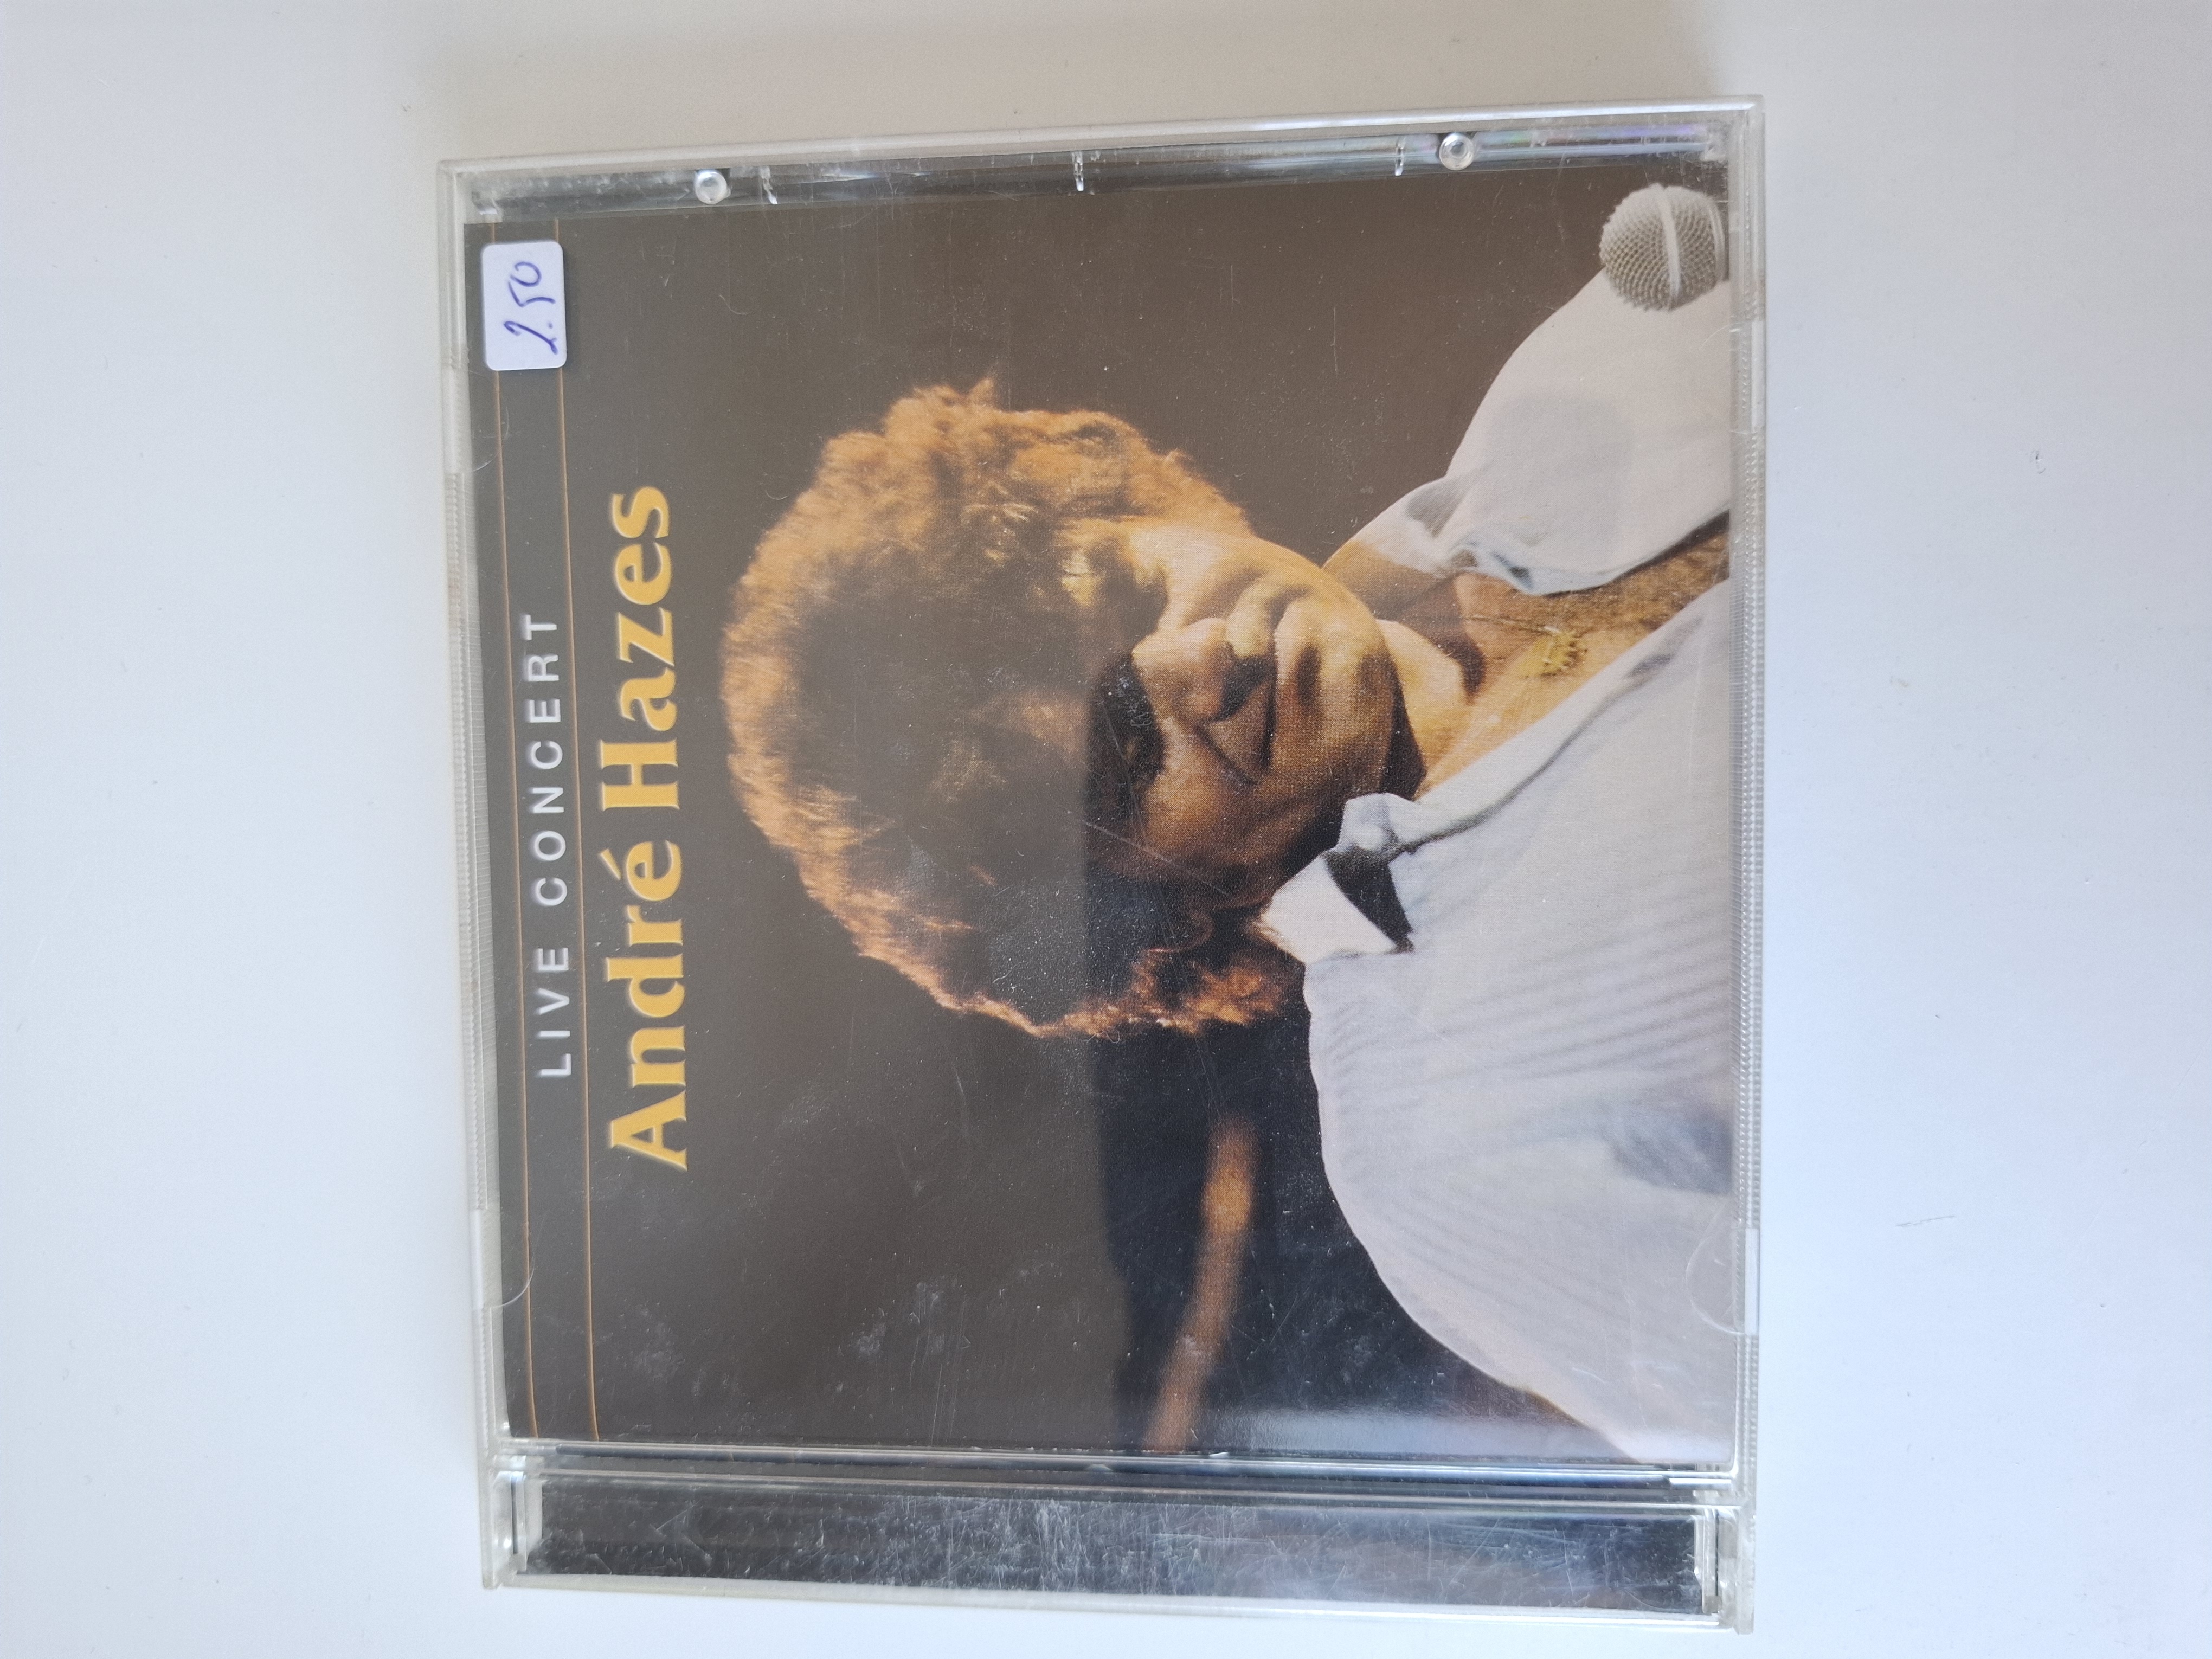 LIVE CONCERT
2.50
André Hazes